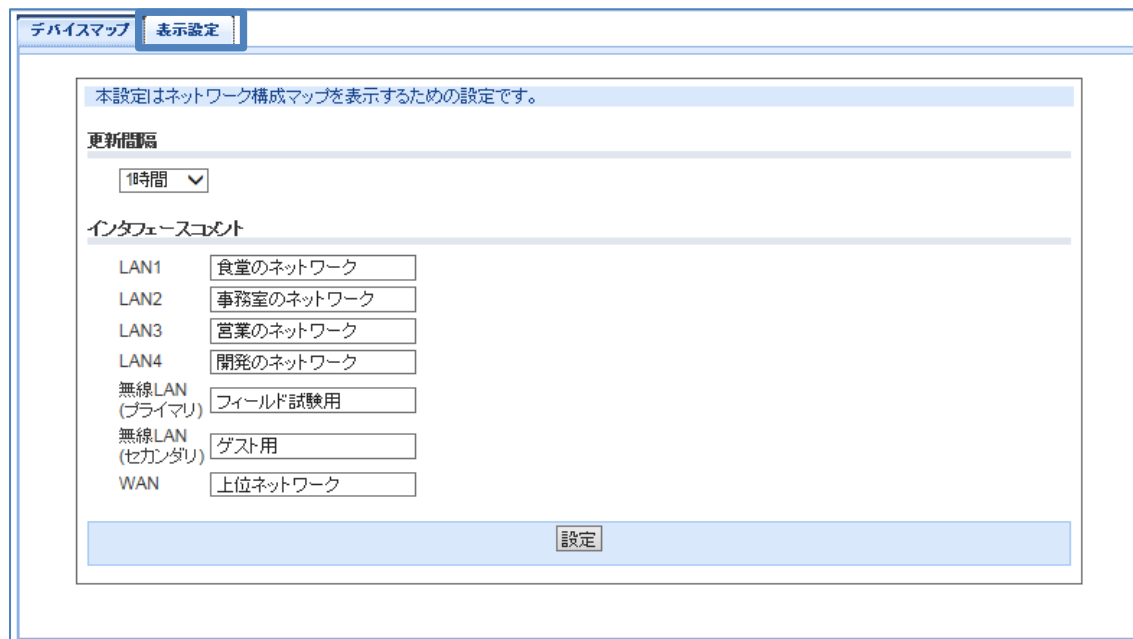 デバイスマップ 表示設定
本設定はネットワーク構成マップを表示するための設定です。
更新間隔
1時間
インタフェースコメント
LAN1 食堂のネットワーク
LAN2 事務室のネットワーク
LAN3 営業のネットワーク
LAN4 開発のネットワーク
無線LAN
(プライマリ) フィールド試験用
無線LAN
(セカンダリ) ゲスト用
WAN 上位ネットワーク
設定